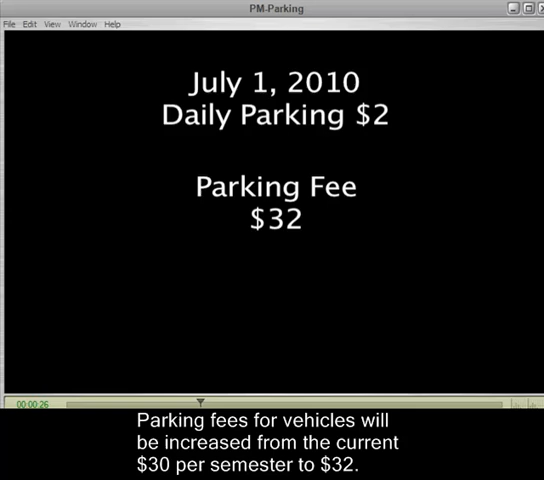 PM-Parking
File Edit View Window Help
July 1, 2010
Daily Parking $2
Parking Fee
$32
00:00:26
Parking fees for vehicles will
be increased from the current
$30 per semester to $32.